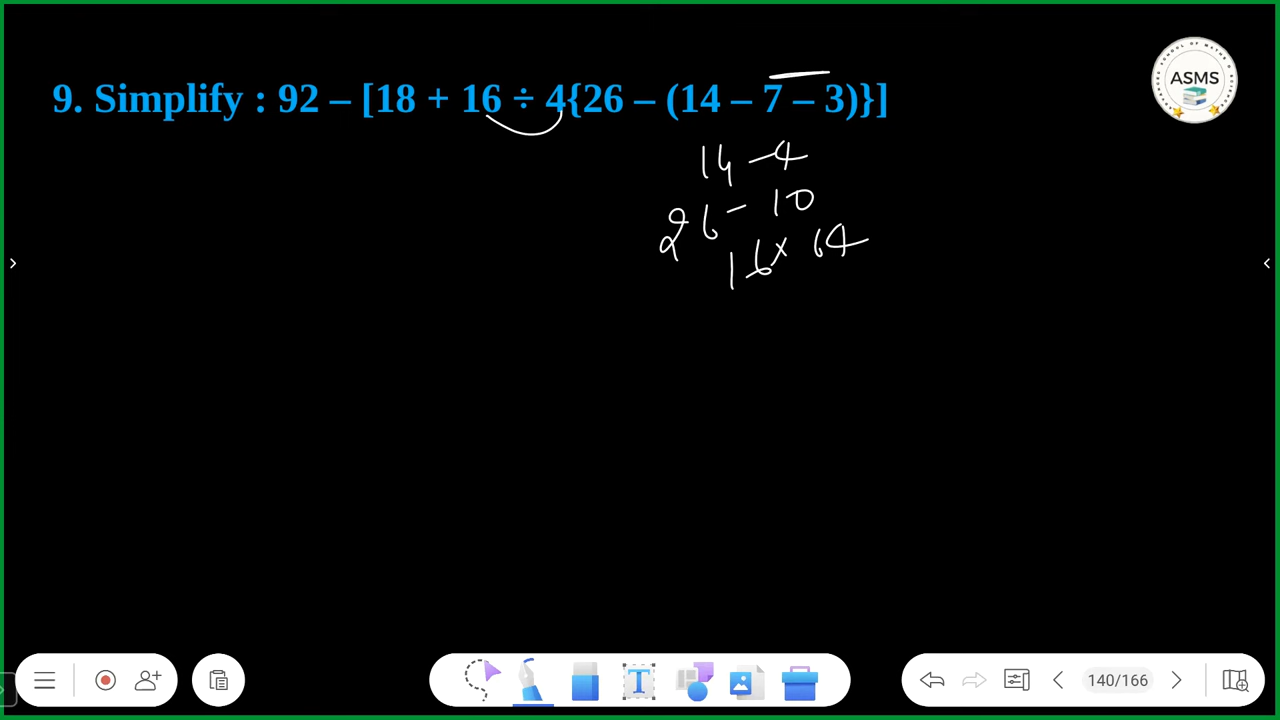 9. Simplify : 92 – [18 + 16 ÷ 4{26 – (14 – 7 – 3)}]
ASMS
14 – 4
26 – 10
16 × 64
140/166